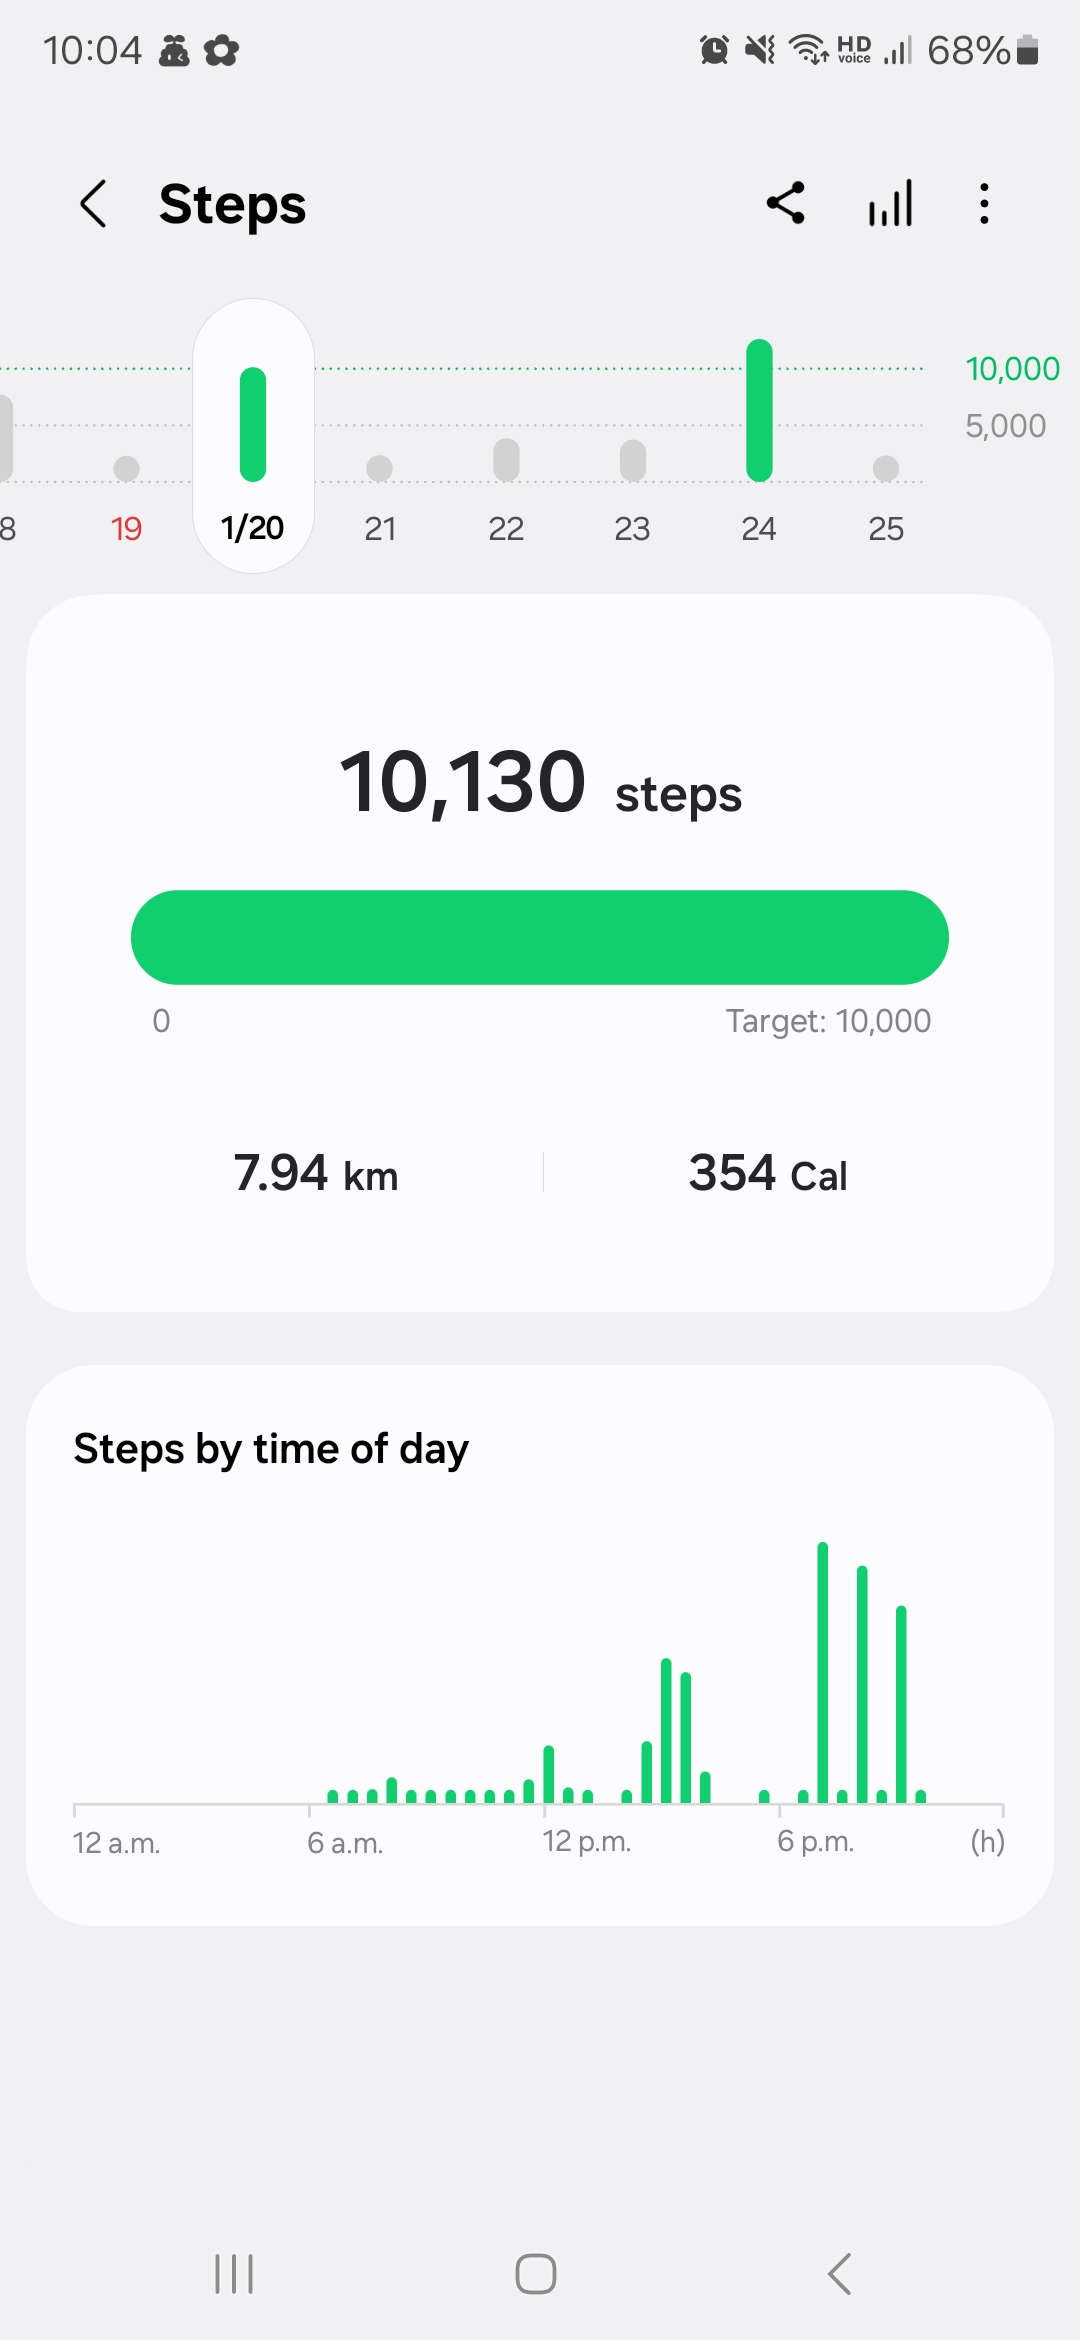 10:04 HD voice 68%
Steps
10,000
5,000
8 19 1/20 21 22 23 24 25
10,130 steps
0 Target: 10,000
7.94 km 354 Cal
Steps by time of day
12 a.m. 6 a.m. 12 p.m. 6 p.m. (h)